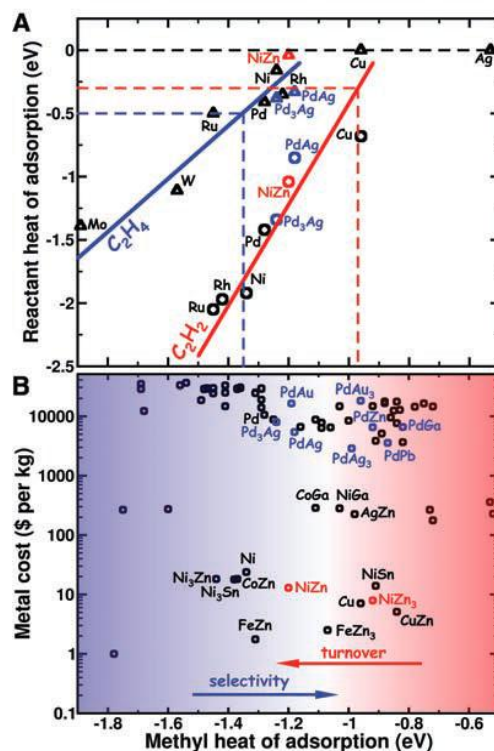 A
0
-0.5
-1
-1.5
-2
-2.5
Reactant heat of adsorption (eV)
NiZn
Cu
Ag
Ni
Rh
PdAg
Pd
Pd₃Ag
Ru
W
Mo
C₂H₄
Cu
PdAg
NiZn
Pd₃Ag
Pd
Rh
Ni
Ru
C₂H₂
B
10000
1000
100
10
1
0.1
Metal cost ($ per kg)
PdAu
PdAu₃
Pd
PdZn
PdGa
Pd₃Ag
PdAg
PdAg₃
PdPb
CoGa
NiGa
AgZn
Ni
Ni₃Zn
CoZn
Ni₃Sn
NiZn
NiSn
Cu
NiZn₃
CuZn
FeZn
FeZn₃
turnover
selectivity
-1.8 -1.6 -1.4 -1.2 -1 -0.8 -0.6
Methyl heat of adsorption (eV)